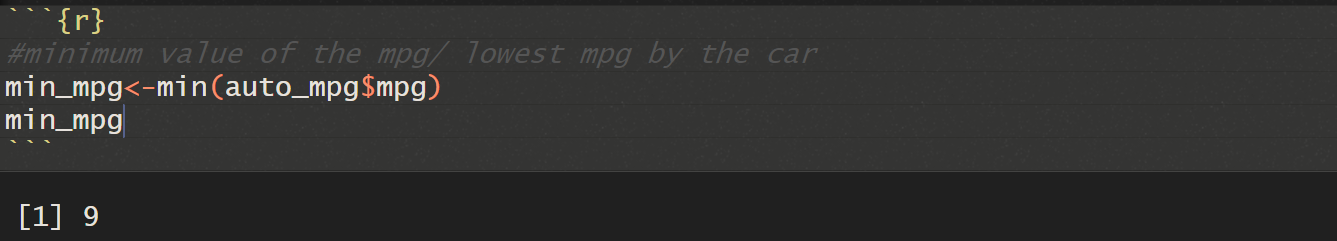 ```{r}
#minimum value of the mpg/ lowest mpg by the car
min_mpg<-min(auto_mpg$mpg)
min_mpg
```
[1] 9